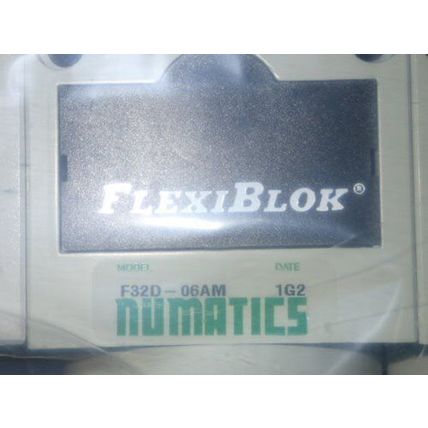 FLEXIBLOK®
MODEL DATE
F32D-06AM 1G2
NUMATICS